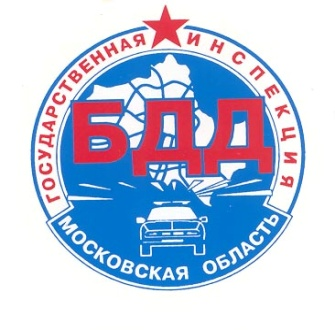 ГОСУДАРСТВЕННАЯ ИНСПЕКЦИЯ
БДД
МОСКОВСКАЯ ОБЛАСТЬ